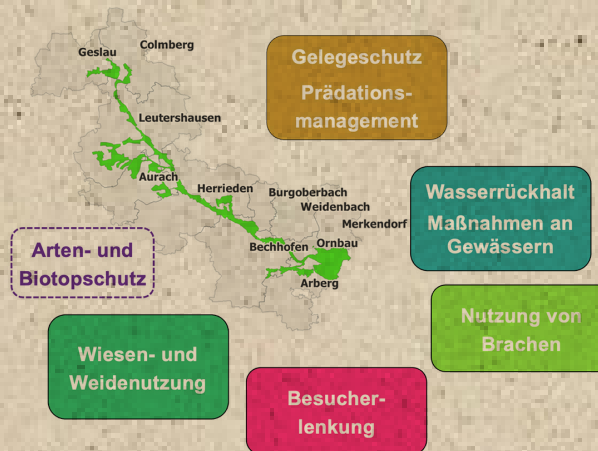 Geslau
Colmberg
Leutershausen
Aurach
Herrieden
Burgoberbach
Weidenbach
Merkendorf
Bechhofen
Ornbau
Arberg
Gelegeschutz
Prädations-
management
Wasserrückhalt
Maßnahmen an
Gewässern
Arten- und
Biotopschutz
Nutzung von
Brachen
Wiesen- und
Weidenutzung
Besucher-
lenkung